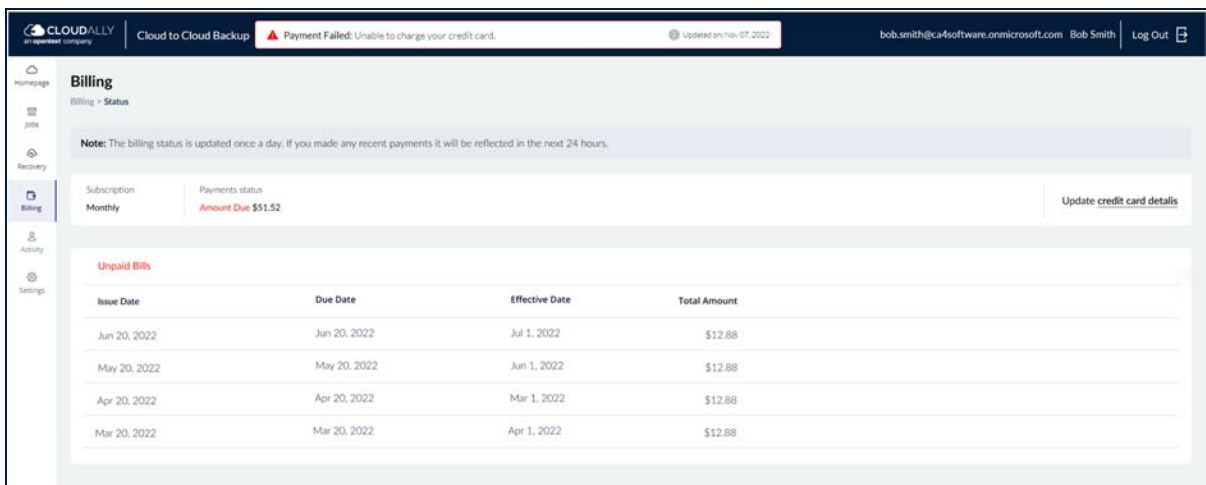 CLOUDALLY
an opentext company
Cloud to Cloud Backup
Payment Failed: Unable to charge your credit card.
Updated on: Nov 07, 2022
bob.smith@ca4software.onmicrosoft.com Bob Smith
Log Out
Homepage
Jobs
Recovery
Billing
Activity
Settings
Billing
Billing > Status
Note: The billing status is updated once a day. If you made any recent payments it will be reflected in the next 24 hours.
Subscription
Monthly
Payments status
Amount Due $51.52
Update credit card detalis
Unpaid Bills
Issue Date Due Date Effective Date Total Amount
Jun 20, 2022 Jun 20, 2022 Jul 1, 2022 $12.88
May 20, 2022 May 20, 2022 Jun 1, 2022 $12.88
Apr 20, 2022 Apr 20, 2022 Mar 1, 2022 $12.88
Mar 20, 2022 Mar 20, 2022 Apr 1, 2022 $12.88